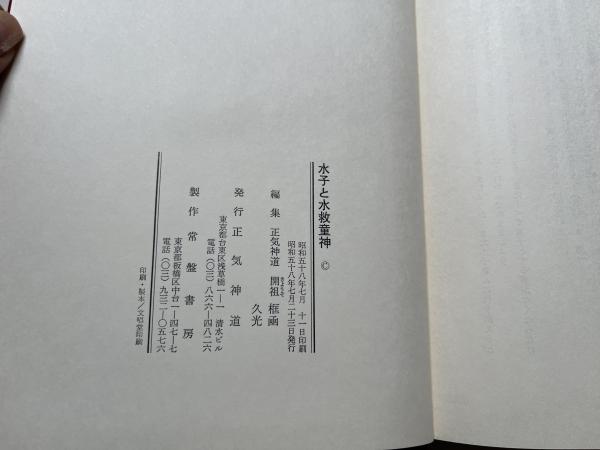 水子と水救童神 ©
昭和五十八年七月 十一日印刷
昭和五十八年七月二十三日発行
編集 正気神道 開祖
久光
発行 正気神道
東京都台東区浅草橋一ー一 清水ビル
電話(〇三)八六六ー四八二六
製作 常盤書房
東京都板橋区中台一ー四七ー七
電話(〇三)九三二ー〇五七六
印刷・製本/文昭堂印刷